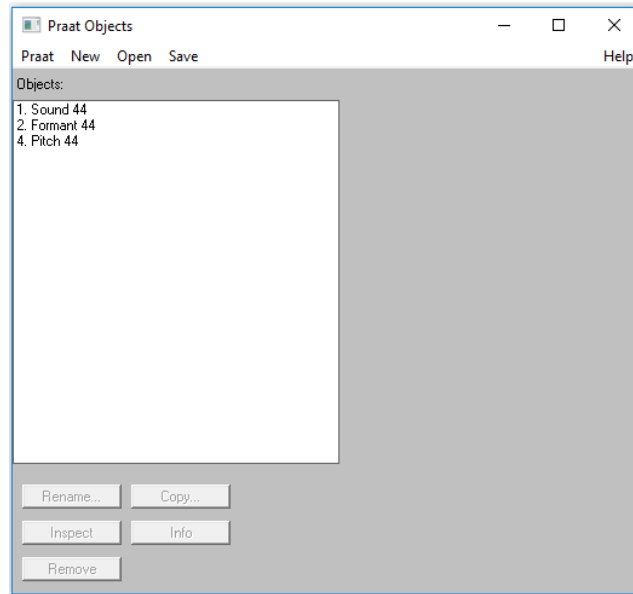 Praat Objects
Praat New Open Save Help
Objects:
1. Sound 44
2. Formant 44
4. Pitch 44
Rename... Copy...
Inspect Info
Remove